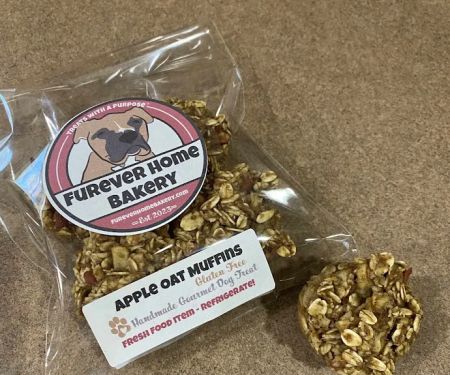 TREATS WITH A PURPOSE
FUREVER HOME
BAKERY
FUREVERHOMEBAKERY.COM
EST. 2023
APPLE OAT MUFFINS
Gluten Free
Handmade Gourmet Dog Treat
FRESH FOOD ITEM - REFRIGERATE!